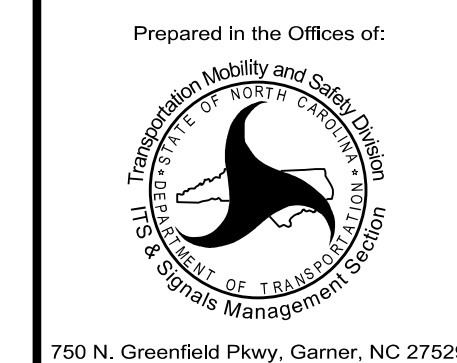 Prepared in the Offices of:
Transportation Mobility and Safety Division
STATE OF NORTH CAROLINA
DEPARTMENT OF TRANSPORTATION
ITS & Signals Management Section
750 N. Greenfield Pkwy, Garner, NC 27529